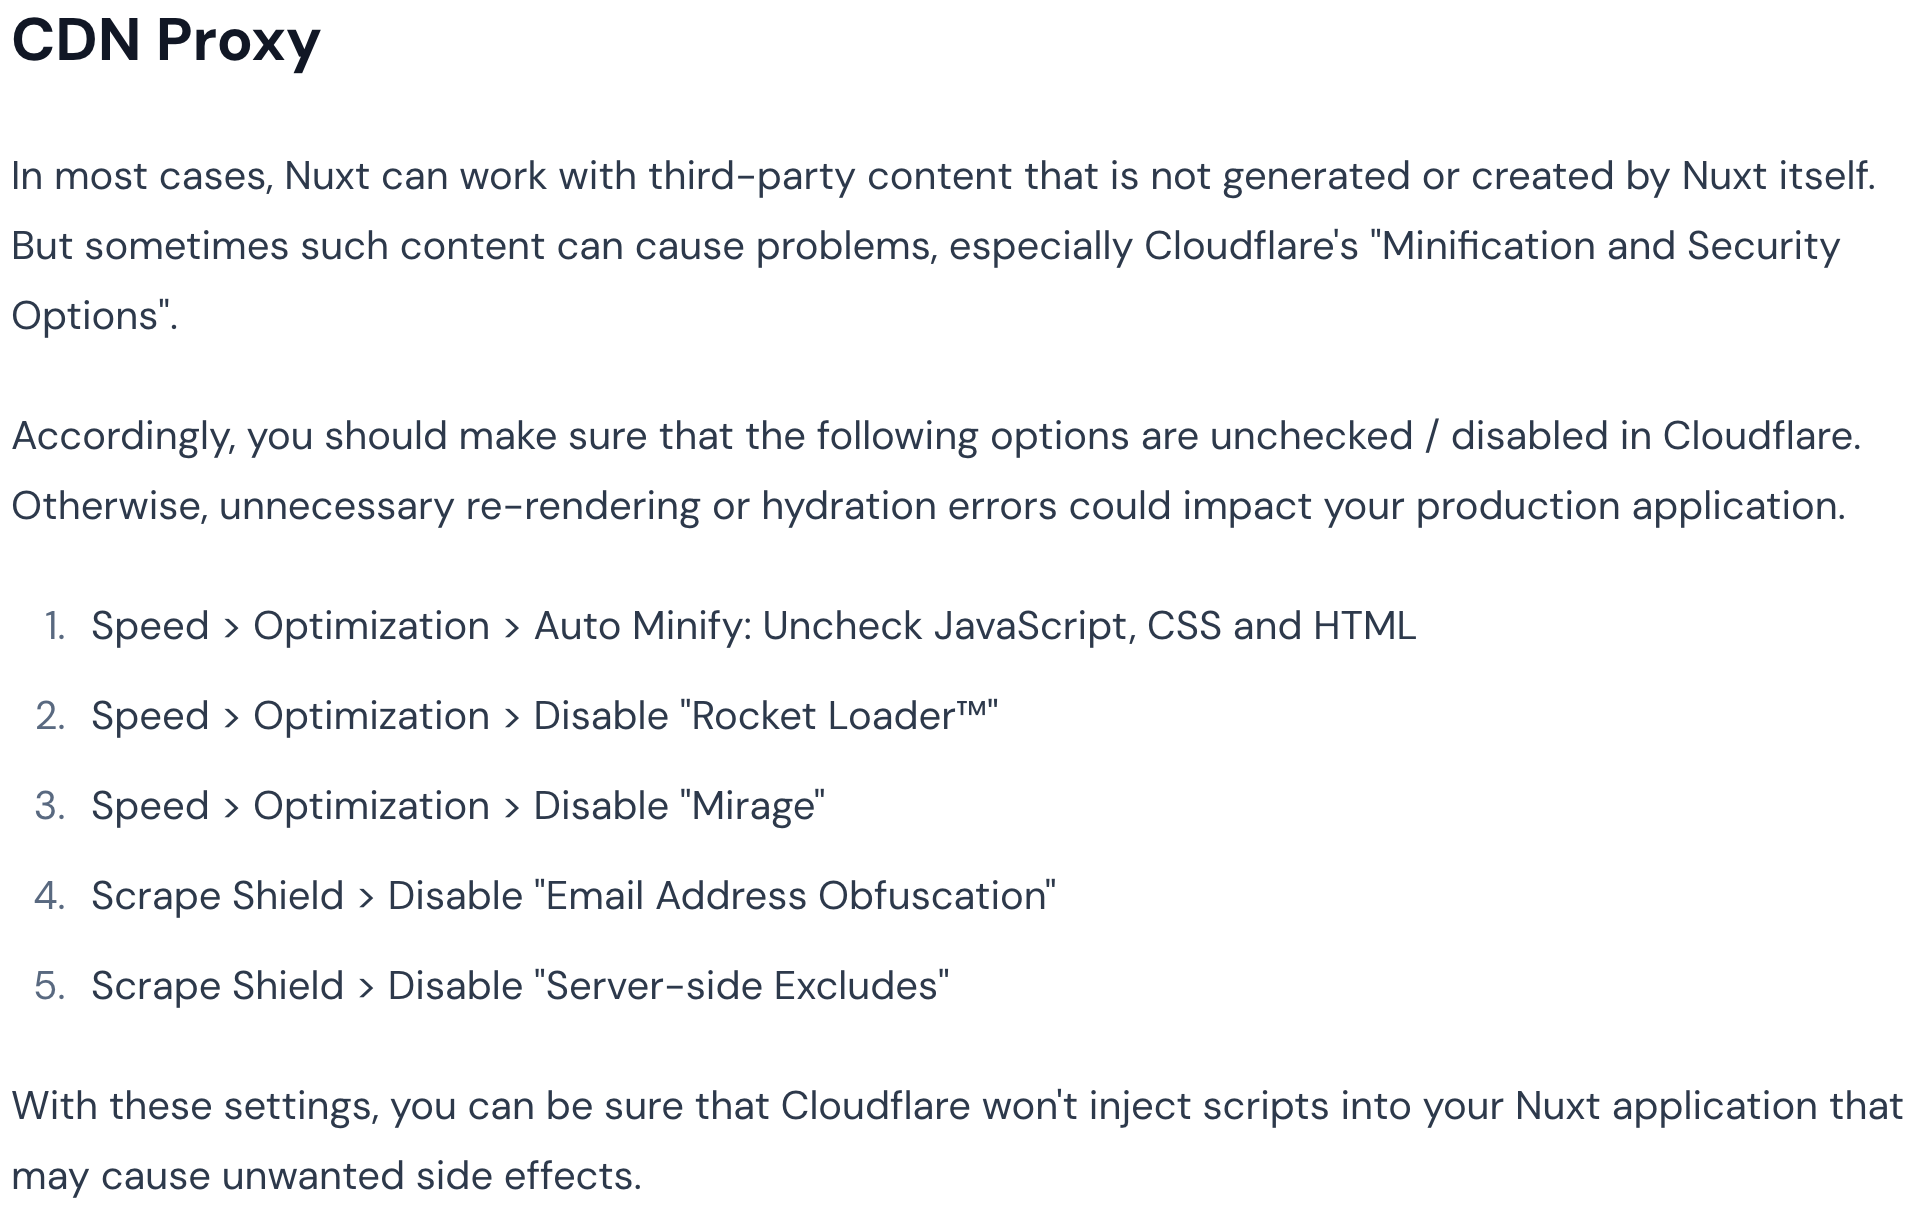 CDN Proxy
In most cases, Nuxt can work with third-party content that is not generated or created by Nuxt itself.
But sometimes such content can cause problems, especially Cloudflare's "Minification and Security
Options".
Accordingly, you should make sure that the following options are unchecked / disabled in Cloudflare.
Otherwise, unnecessary re-rendering or hydration errors could impact your production application.
1. Speed > Optimization > Auto Minify: Uncheck JavaScript, CSS and HTML
2. Speed > Optimization > Disable "Rocket Loader™"
3. Speed > Optimization > Disable "Mirage"
4. Scrape Shield > Disable "Email Address Obfuscation"
5. Scrape Shield > Disable "Server-side Excludes"
With these settings, you can be sure that Cloudflare won't inject scripts into your Nuxt application that
may cause unwanted side effects.